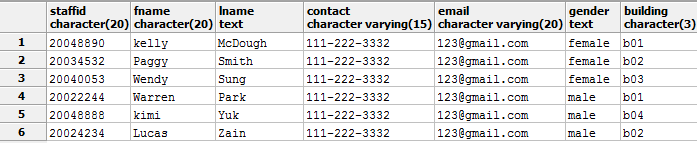 staffid fname lname contact email gender building
character(20) character(20) text character varying(15) character varying(20) text character(3)
1 20048890 kelly McDough 111-222-3332 123@gmail.com female b01
2 20034532 Paggy Smith 111-222-3332 123@gmail.com female b02
3 20040053 Wendy Sung 111-222-3332 123@gmail.com female b03
4 20022244 Warren Park 111-222-3332 123@gmail.com male b01
5 20048888 kimi Yuk 111-222-3332 123@gmail.com male b04
6 20024234 Lucas Zain 111-222-3332 123@gmail.com male b02